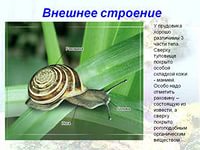 Внешнее строение
У прудовика
хорошо
различимы 3
части тела.
Сверху
туловище
покрыто
особой
складкой кожи
- мантией.
Особо надо
отметить
раковину –
состоящую из
извести, а
сверху
покрыто
рогоподобным
органическим
веществом